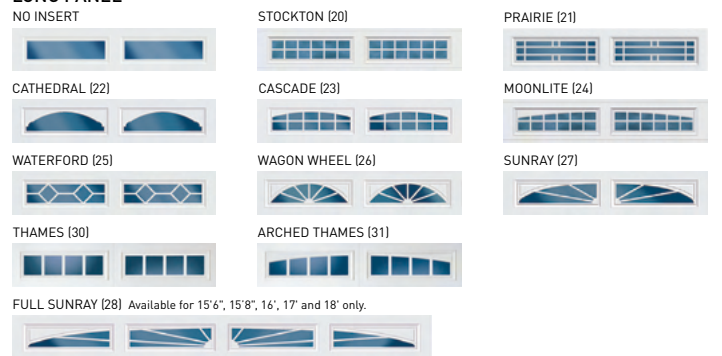 LONG PANEL
NO INSERT
STOCKTON (20)
PRAIRIE (21)
CATHEDRAL (22)
CASCADE (23)
MOONLITE (24)
WATERFORD (25)
WAGON WHEEL (26)
SUNRAY (27)
THAMES (30)
ARCHED THAMES (31)
FULL SUNRAY (28) Available for 15'6", 15'8", 16', 17' and 18' only.